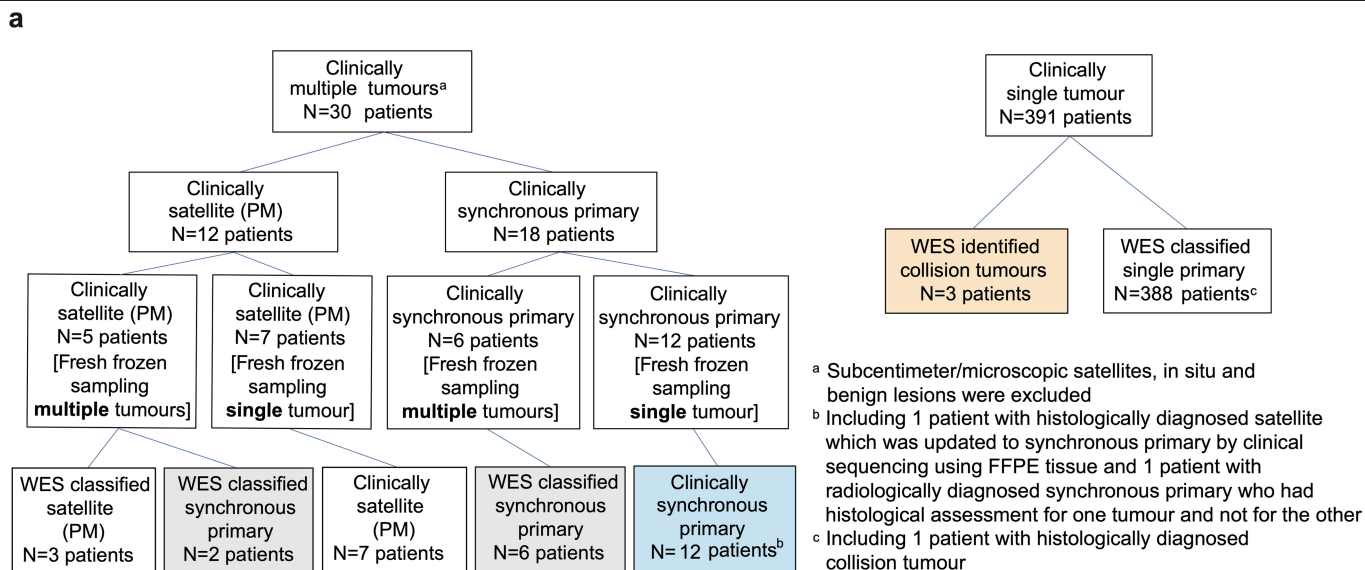 a
Clinically
multiple tumoursa
N=30 patients
Clinically
single tumour
N=391 patients
Clinically
satellite (PM)
N=12 patients
Clinically
synchronous primary
N=18 patients
WES identified
collision tumours
N=3 patients
WES classified
single primary
N=388 patientsc
Clinically
satellite (PM)
N=5 patients
[Fresh frozen
sampling
multiple tumours]
Clinically
satellite (PM)
N=7 patients
[Fresh frozen
sampling
single tumour]
Clinically
synchronous primary
N=6 patients
[Fresh frozen
sampling
multiple tumours]
Clinically
synchronous primary
N=12 patients
[Fresh frozen
sampling
single tumour]
WES classified
satellite
(PM)
N=3 patients
WES classified
synchronous
primary
N=2 patients
Clinically
satellite
(PM)
N=7 patients
WES classified
synchronous
primary
N=6 patients
Clinically
synchronous
primary
N= 12 patientsb
a Subcentimeter/microscopic satellites, in situ and
benign lesions were excluded
b Including 1 patient with histologically diagnosed satellite
which was updated to synchronous primary by clinical
sequencing using FFPE tissue and 1 patient with
radiologically diagnosed synchronous primary who had
histological assessment for one tumour and not for the other
c Including 1 patient with histologically diagnosed
collision tumour